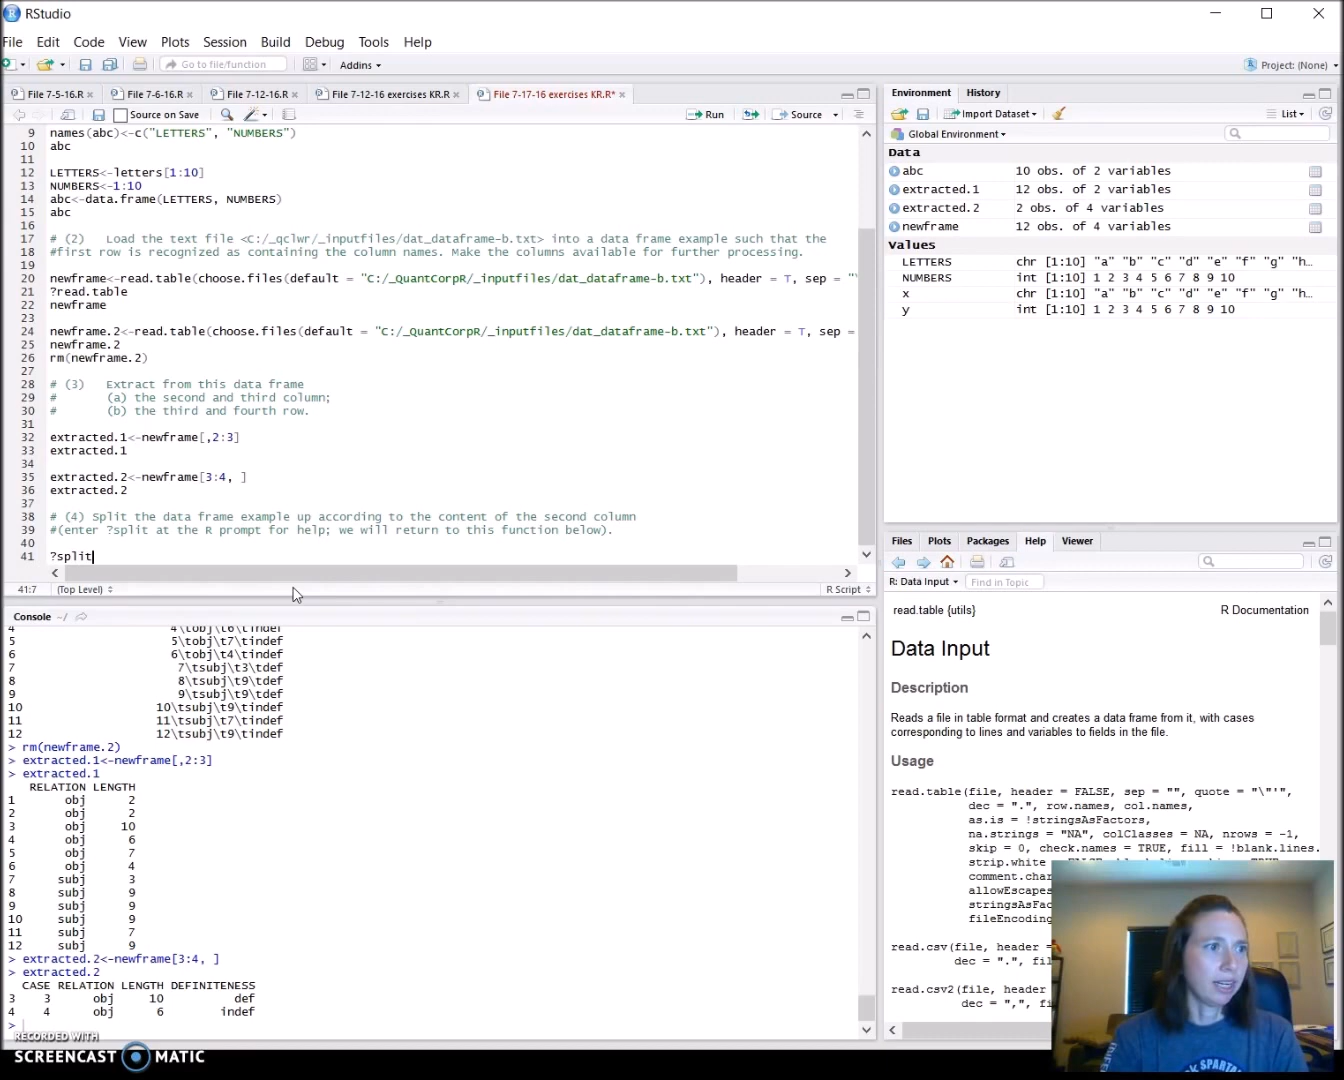 RStudio
File Edit Code View Plots Session Build Debug Tools Help
Go to file/function Addins Project: (None)
File 7-5-16.R × File 7-6-16.R × File 7-12-16.R × File 7-12-16 exercises KR.R × File 7-17-16 exercises KR.R* ×
Source on Save Run Source
9 names(abc)<-c("LETTERS", "NUMBERS")
10 abc
11
12 LETTERS<-letters[1:10]
13 NUMBERS<-1:10
14 abc<-data.frame(LETTERS, NUMBERS)
15 abc
16
17 # (2) Load the text file <C:/_qclwr/_inputfiles/dat_dataframe-b.txt> into a data frame example such that the
18 #first row is recognized as containing the column names. Make the columns available for further processing.
19
20 newframe<-read.table(choose.files(default = "C:/_QuantCorpR/_inputfiles/dat_dataframe-b.txt"), header = T, sep = "
21 ?read.table
22 newframe
23
24 newframe.2<-read.table(choose.files(default = "C:/_QuantCorpR/_inputfiles/dat_dataframe-b.txt"), header = T, sep =
25 newframe.2
26 rm(newframe.2)
27
28 # (3) Extract from this data frame
29 # (a) the second and third column;
30 # (b) the third and fourth row.
31
32 extracted.1<-newframe[,2:3]
33 extracted.1
34
35 extracted.2<-newframe[3:4, ]
36 extracted.2
37
38 # (4) Split the data frame example up according to the content of the second column
39 #(enter ?split at the R prompt for help; we will return to this function below).
40
41 ?split
41:7 (Top Level) R Script
Console ~/
4 4\tobj\t6\tindef
5 5\tobj\t7\tindef
6 6\tobj\t4\tindef
7 7\tsubj\t3\tdef
8 8\tsubj\t9\tdef
9 9\tsubj\t9\tdef
10 10\tsubj\t9\tindef
11 11\tsubj\t7\tindef
12 12\tsubj\t9\tindef
> rm(newframe.2)
> extracted.1<-newframe[,2:3]
> extracted.1
RELATION LENGTH
1 obj 2
2 obj 2
3 obj 10
4 obj 6
5 obj 7
6 obj 4
7 subj 3
8 subj 9
9 subj 9
10 subj 9
11 subj 7
12 subj 9
> extracted.2<-newframe[3:4, ]
> extracted.2
CASE RELATION LENGTH DEFINITENESS
3 3 obj 10 def
4 4 obj 6 indef
>
RECORDED WITH
SCREENCAST MATIC
Environment History
Import Dataset List
Global Environment
Data
abc 10 obs. of 2 variables
extracted.1 12 obs. of 2 variables
extracted.2 2 obs. of 4 variables
newframe 12 obs. of 4 variables
Values
LETTERS chr [1:10] "a" "b" "c" "d" "e" "f" "g" "h…
NUMBERS int [1:10] 1 2 3 4 5 6 7 8 9 10
x chr [1:10] "a" "b" "c" "d" "e" "f" "g" "h…
y int [1:10] 1 2 3 4 5 6 7 8 9 10
Files Plots Packages Help Viewer
R: Data Input Find in Topic
read.table {utils} R Documentation
Data Input
Description
Reads a file in table format and creates a data frame from it, with cases
corresponding to lines and variables to fields in the file.
Usage
read.table(file, header = FALSE, sep = "", quote = "\"'",
dec = ".", row.names, col.names,
as.is = !stringsAsFactors,
na.strings = "NA", colClasses = NA, nrows = -1,
skip = 0, check.names = TRUE, fill = !blank.lines.
strip.white
comment.char
allowEscapes
stringsAsFac
fileEncoding
read.csv(file, header =
dec = ".", fil
read.csv2(file, header
dec = ",", fi